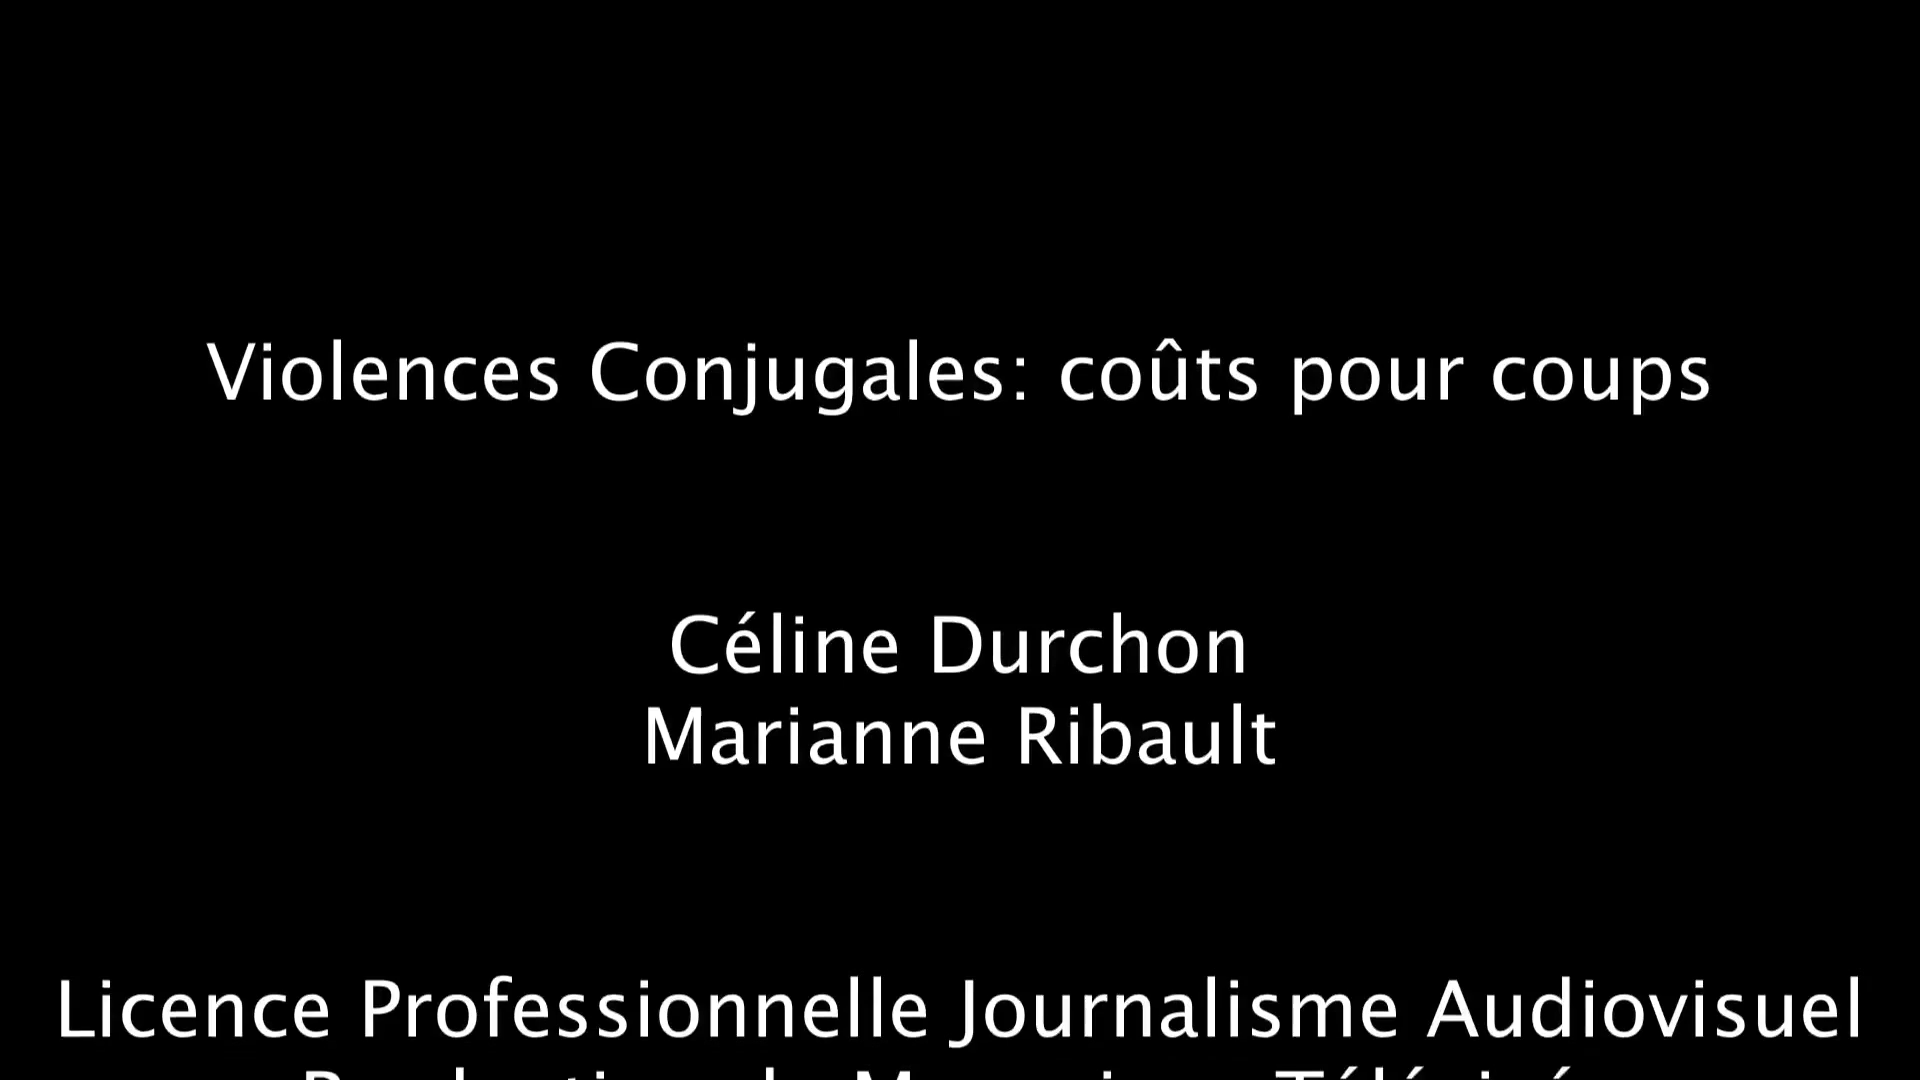 Violences Conjugales: coûts pour coups
Céline Durchon
Marianne Ribault
Licence Professionnelle Journalisme Audiovisuel